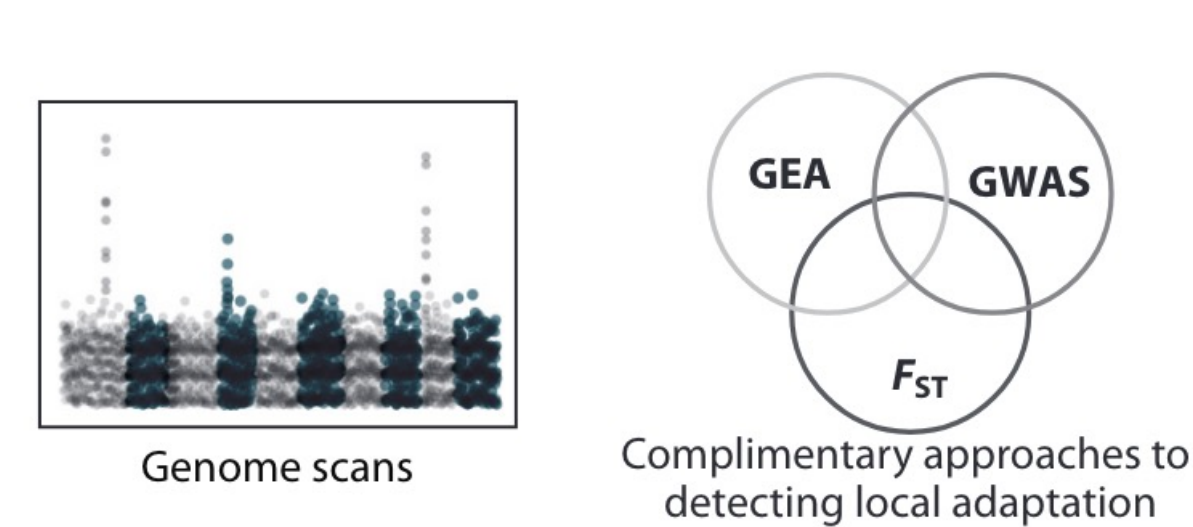 Genome scans
GEA
GWAS
FST
Complimentary approaches to
detecting local adaptation